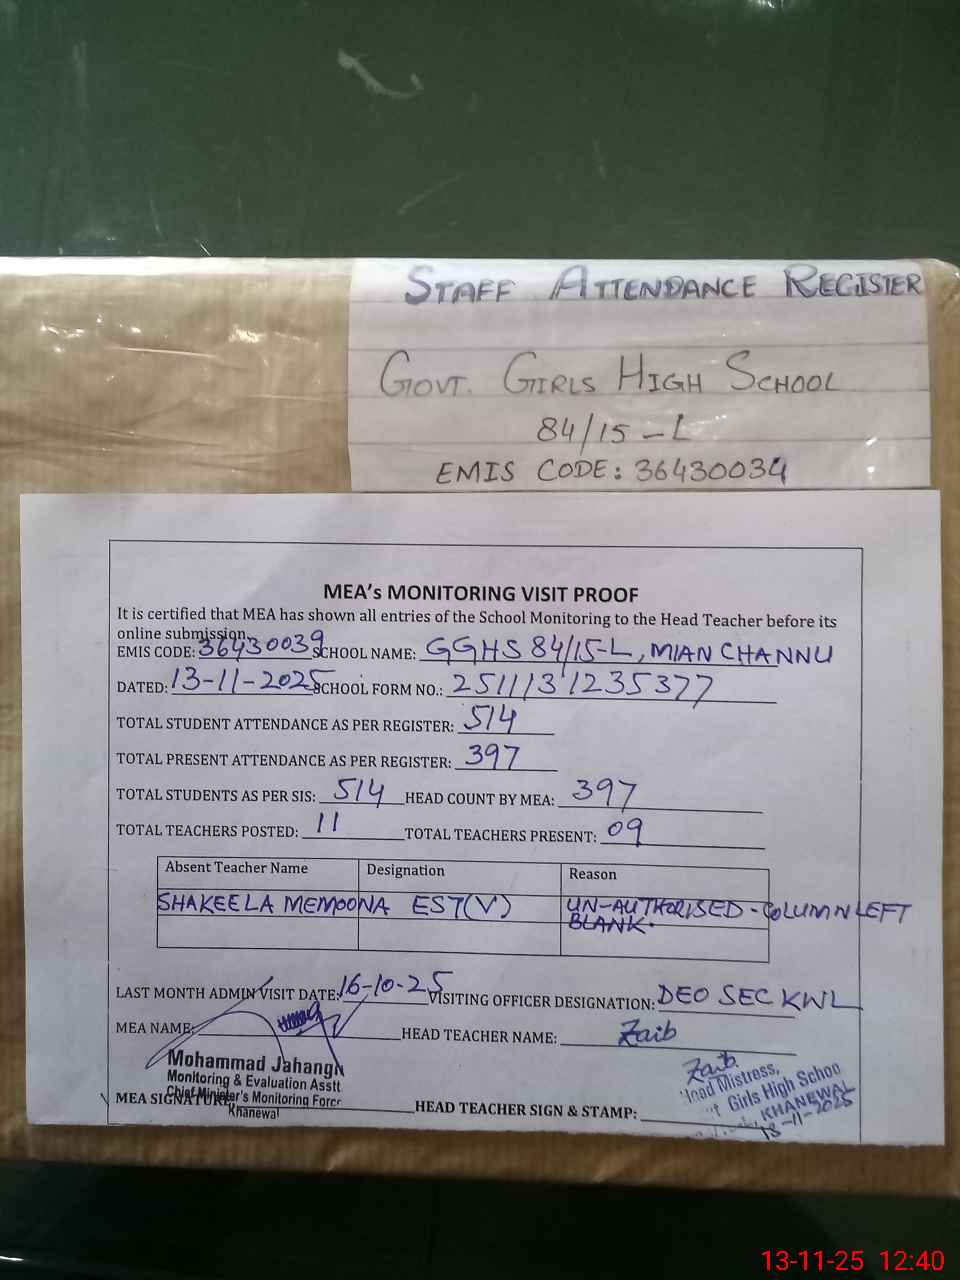 STAFF ATTENDANCE REGISTER
GOVT. GIRLS HIGH SCHOOL
84/15-L
EMIS CODE: 36430034
MEA's MONITORING VISIT PROOF
It is certified that MEA has shown all entries of the School Monitoring to the Head Teacher before its
online submission.
EMIS CODE: 36430039 SCHOOL NAME: GGHS 84/15-L, MIAN CHANNU
DATED: 13-11-2025 SCHOOL FORM NO.: 2511131235377
TOTAL STUDENT ATTENDANCE AS PER REGISTER: 514
TOTAL PRESENT ATTENDANCE AS PER REGISTER: 397
TOTAL STUDENTS AS PER SIS: 514 HEAD COUNT BY MEA: 397
TOTAL TEACHERS POSTED: 11 TOTAL TEACHERS PRESENT: 09
Absent Teacher Name Designation Reason
SHAKEELA MEMOONA EST(V) UN-AUTHORISED - COLUMN LEFT
BLANK.
LAST MONTH ADMIN VISIT DATE: 16-10-25 VISITING OFFICER DESIGNATION: DEO SEC KWL
MEA NAME: HEAD TEACHER NAME: Zaib
Mohammad Jahang
Monitoring & Evaluation Asstt
Chief Minister's Monitoring Force
Khanewal
MEA SIGNATURE: HEAD TEACHER SIGN & STAMP:
Zaib
Head Mistress,
Girls High Schoo
KHANEWAL
13-11-2025
13-11-25 12:40